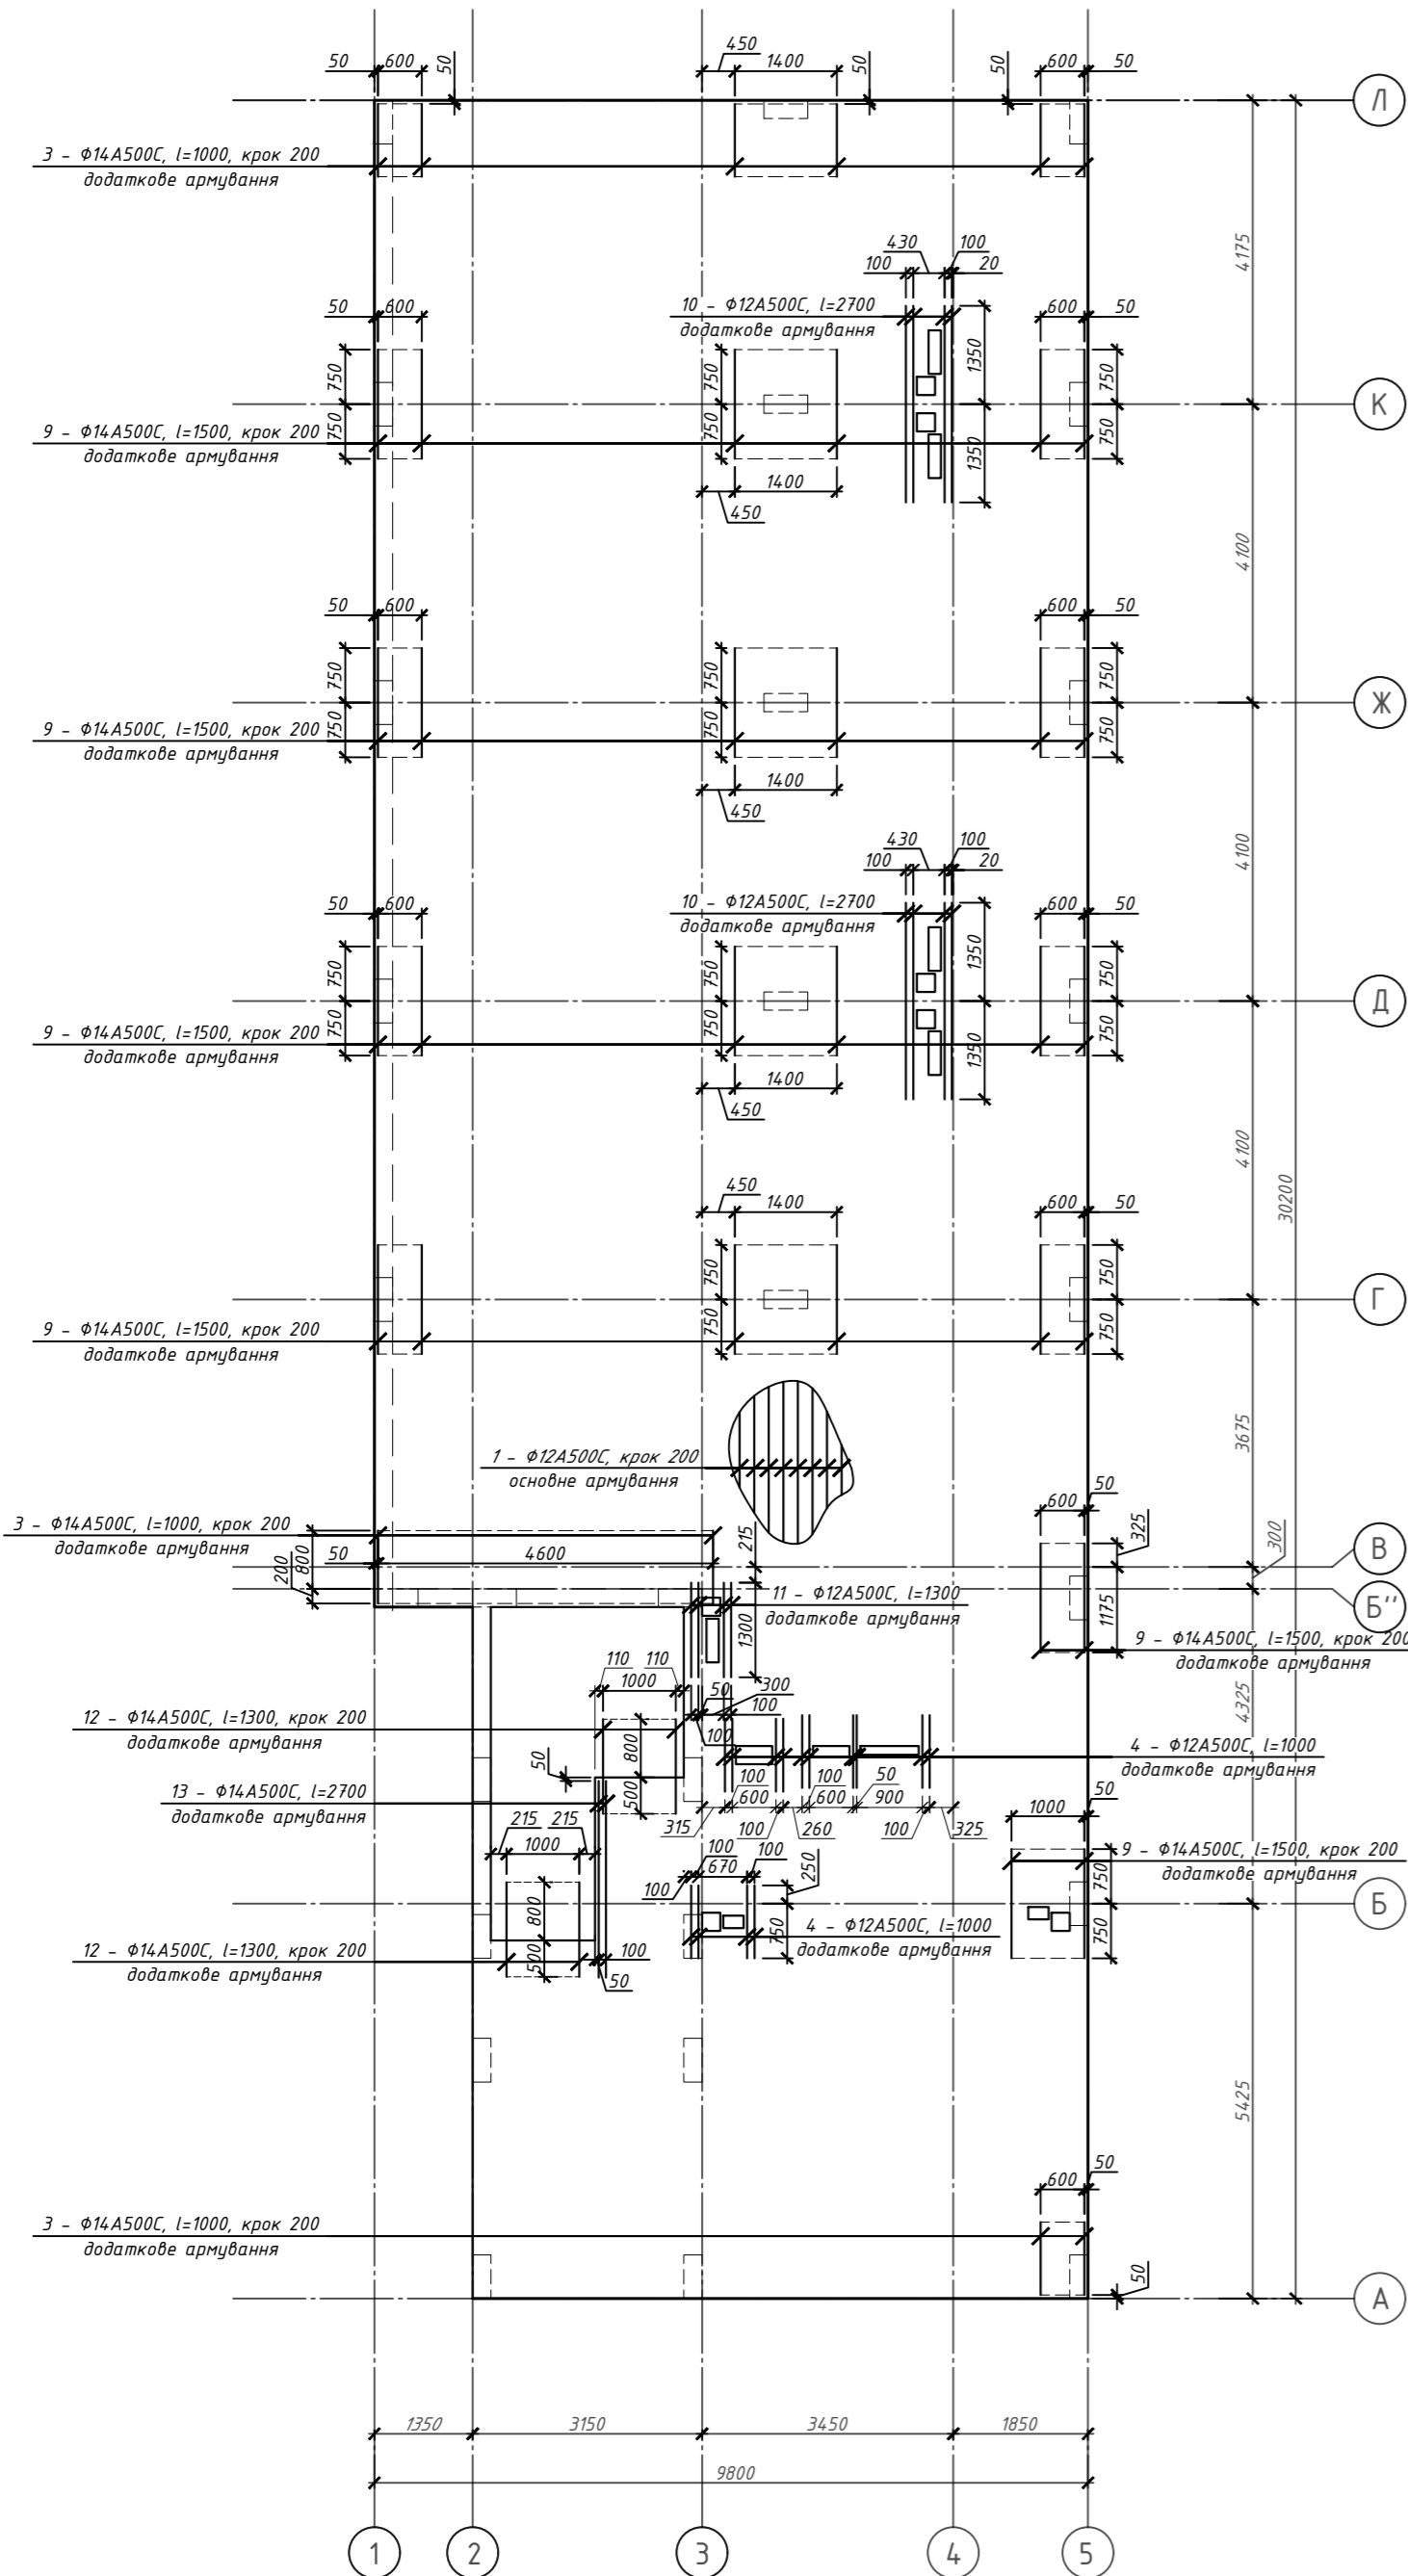 450
50 600 50 1400 50 50 600 50
Л
3 - Ф14А500С, l=1000, крок 200
додаткове армування
4175
430 100
100 20
50 600
10 - Ф12А500С, l=2700
додаткове армування
600 50
750 750 1350 750
К
750 750 1350 750
9 - Ф14А500С, l=1500, крок 200
додаткове армування
1400
450
4100
50 600 600 50
750 750 750
Ж
750 750 750
9 - Ф14А500С, l=1500, крок 200
додаткове армування
1400
450
430 100
100 20
4100
50 600
10 - Ф12А500С, l=2700
додаткове армування
600 50
750 750 1350 750
Д
750 750 1350 750
9 - Ф14А500С, l=1500, крок 200
додаткове армування
1400
450
4100
30200
450
1400 600 50
750 750
Г
750 750
9 - Ф14А500С, l=1500, крок 200
додаткове армування
3675
1 - Ф12А500С, крок 200
основне армування
50
600
325
300
3 - Ф14А500С, l=1000, крок 200
додаткове армування
215
В
50 4600
800
200
11 - Ф12А500С, l=1300
додаткове армування
1175
Б''
1300
9 - Ф14А500С, l=1500, крок 200
додаткове армування
110 110
1000
50 300
100
100
4325
12 - Ф14А500С, l=1300, крок 200
додаткове армування
800
50
500
4 - Ф12А500С, l=1000
додаткове армування
100 100 50
600 600 900
315 100 260 100 325
13 - Ф14А500С, l=2700
додаткове армування
50
1000
215 215
1000
100 100
670
100
250
9 - Ф14А500С, l=1500, крок 200
додаткове армування
750
Б
800
750
750
4 - Ф12А500С, l=1000
додаткове армування
12 - Ф14А500С, l=1300, крок 200
додаткове армування
500
100
50
5425
50
600
3 - Ф14А500С, l=1000, крок 200
додаткове армування
50
А
1350 3150 3450 1850
9800
1 2 3 4 5